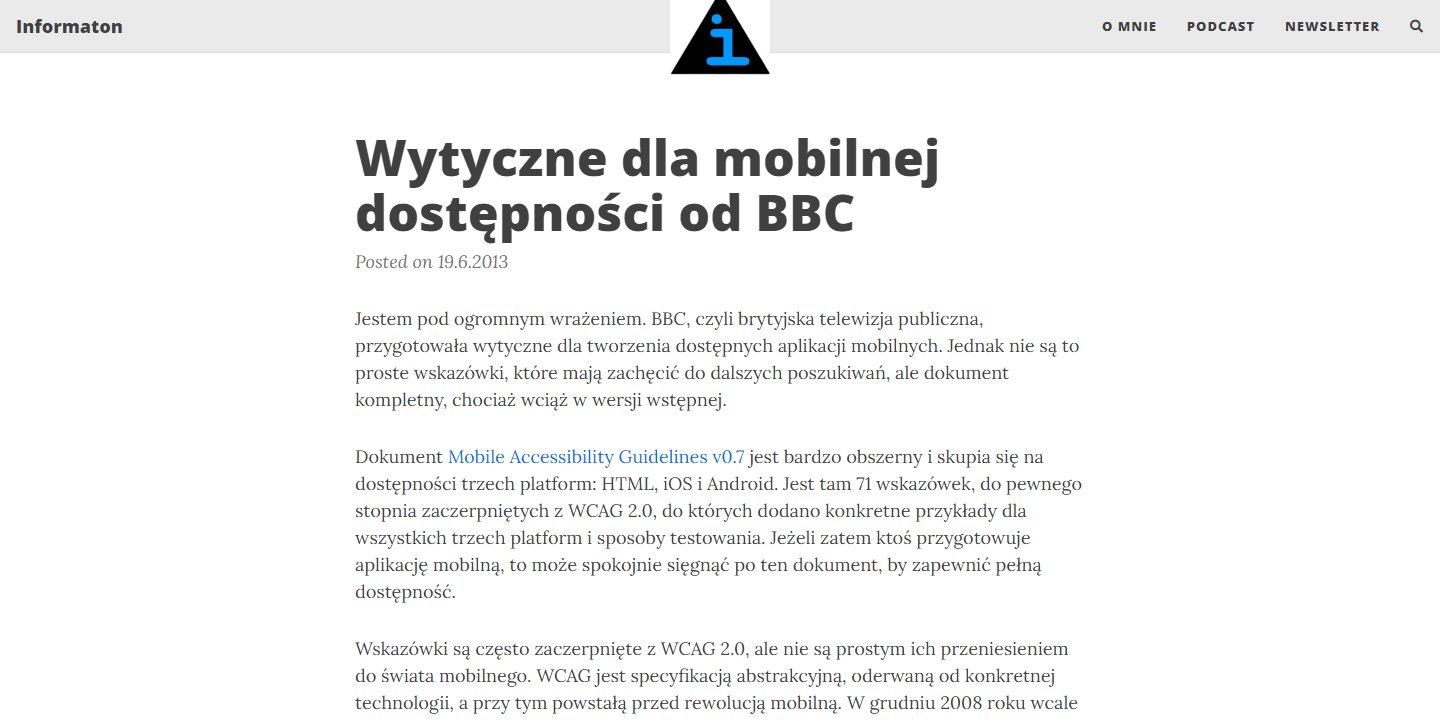 Informaton
i
O MNIE
PODCAST
NEWSLETTER
Wytyczne dla mobilnej
dostępności od BBC
Posted on 19.6.2013
Jestem pod ogromnym wrażeniem. BBC, czyli brytyjska telewizja publiczna,
przygotowała wytyczne dla tworzenia dostępnych aplikacji mobilnych. Jednak nie są to
proste wskazówki, które mają zachęcić do dalszych poszukiwań, ale dokument
kompletny, chociaż wciąż w wersji wstępnej.
Dokument Mobile Accessibility Guidelines v0.7 jest bardzo obszerny i skupia się na
dostępności trzech platform: HTML, iOS i Android. Jest tam 71 wskazówek, do pewnego
stopnia zaczerpniętych z WCAG 2.0, do których dodano konkretne przykłady dla
wszystkich trzech platform i sposoby testowania. Jeżeli zatem ktoś przygotowuje
aplikację mobilną, to może spokojnie sięgnąć po ten dokument, by zapewnić pełną
dostępność.
Wskazówki są często zaczerpnięte z WCAG 2.0, ale nie są prostym ich przeniesieniem
do świata mobilnego. WCAG jest specyfikacją abstrakcyjną, oderwaną od konkretnej
technologii, a przy tym powstałą przed rewolucją mobilną. W grudniu 2008 roku wcale